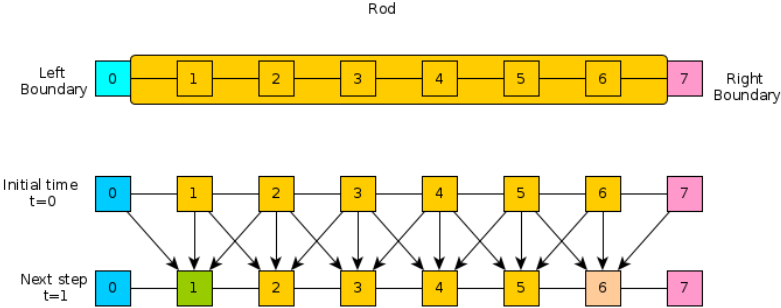 Rod
Left
Boundary
0 1 2 3 4 5 6 7
Right
Boundary
Initial time
t=0
0 1 2 3 4 5 6 7
Next step
t=1
0 1 2 3 4 5 6 7